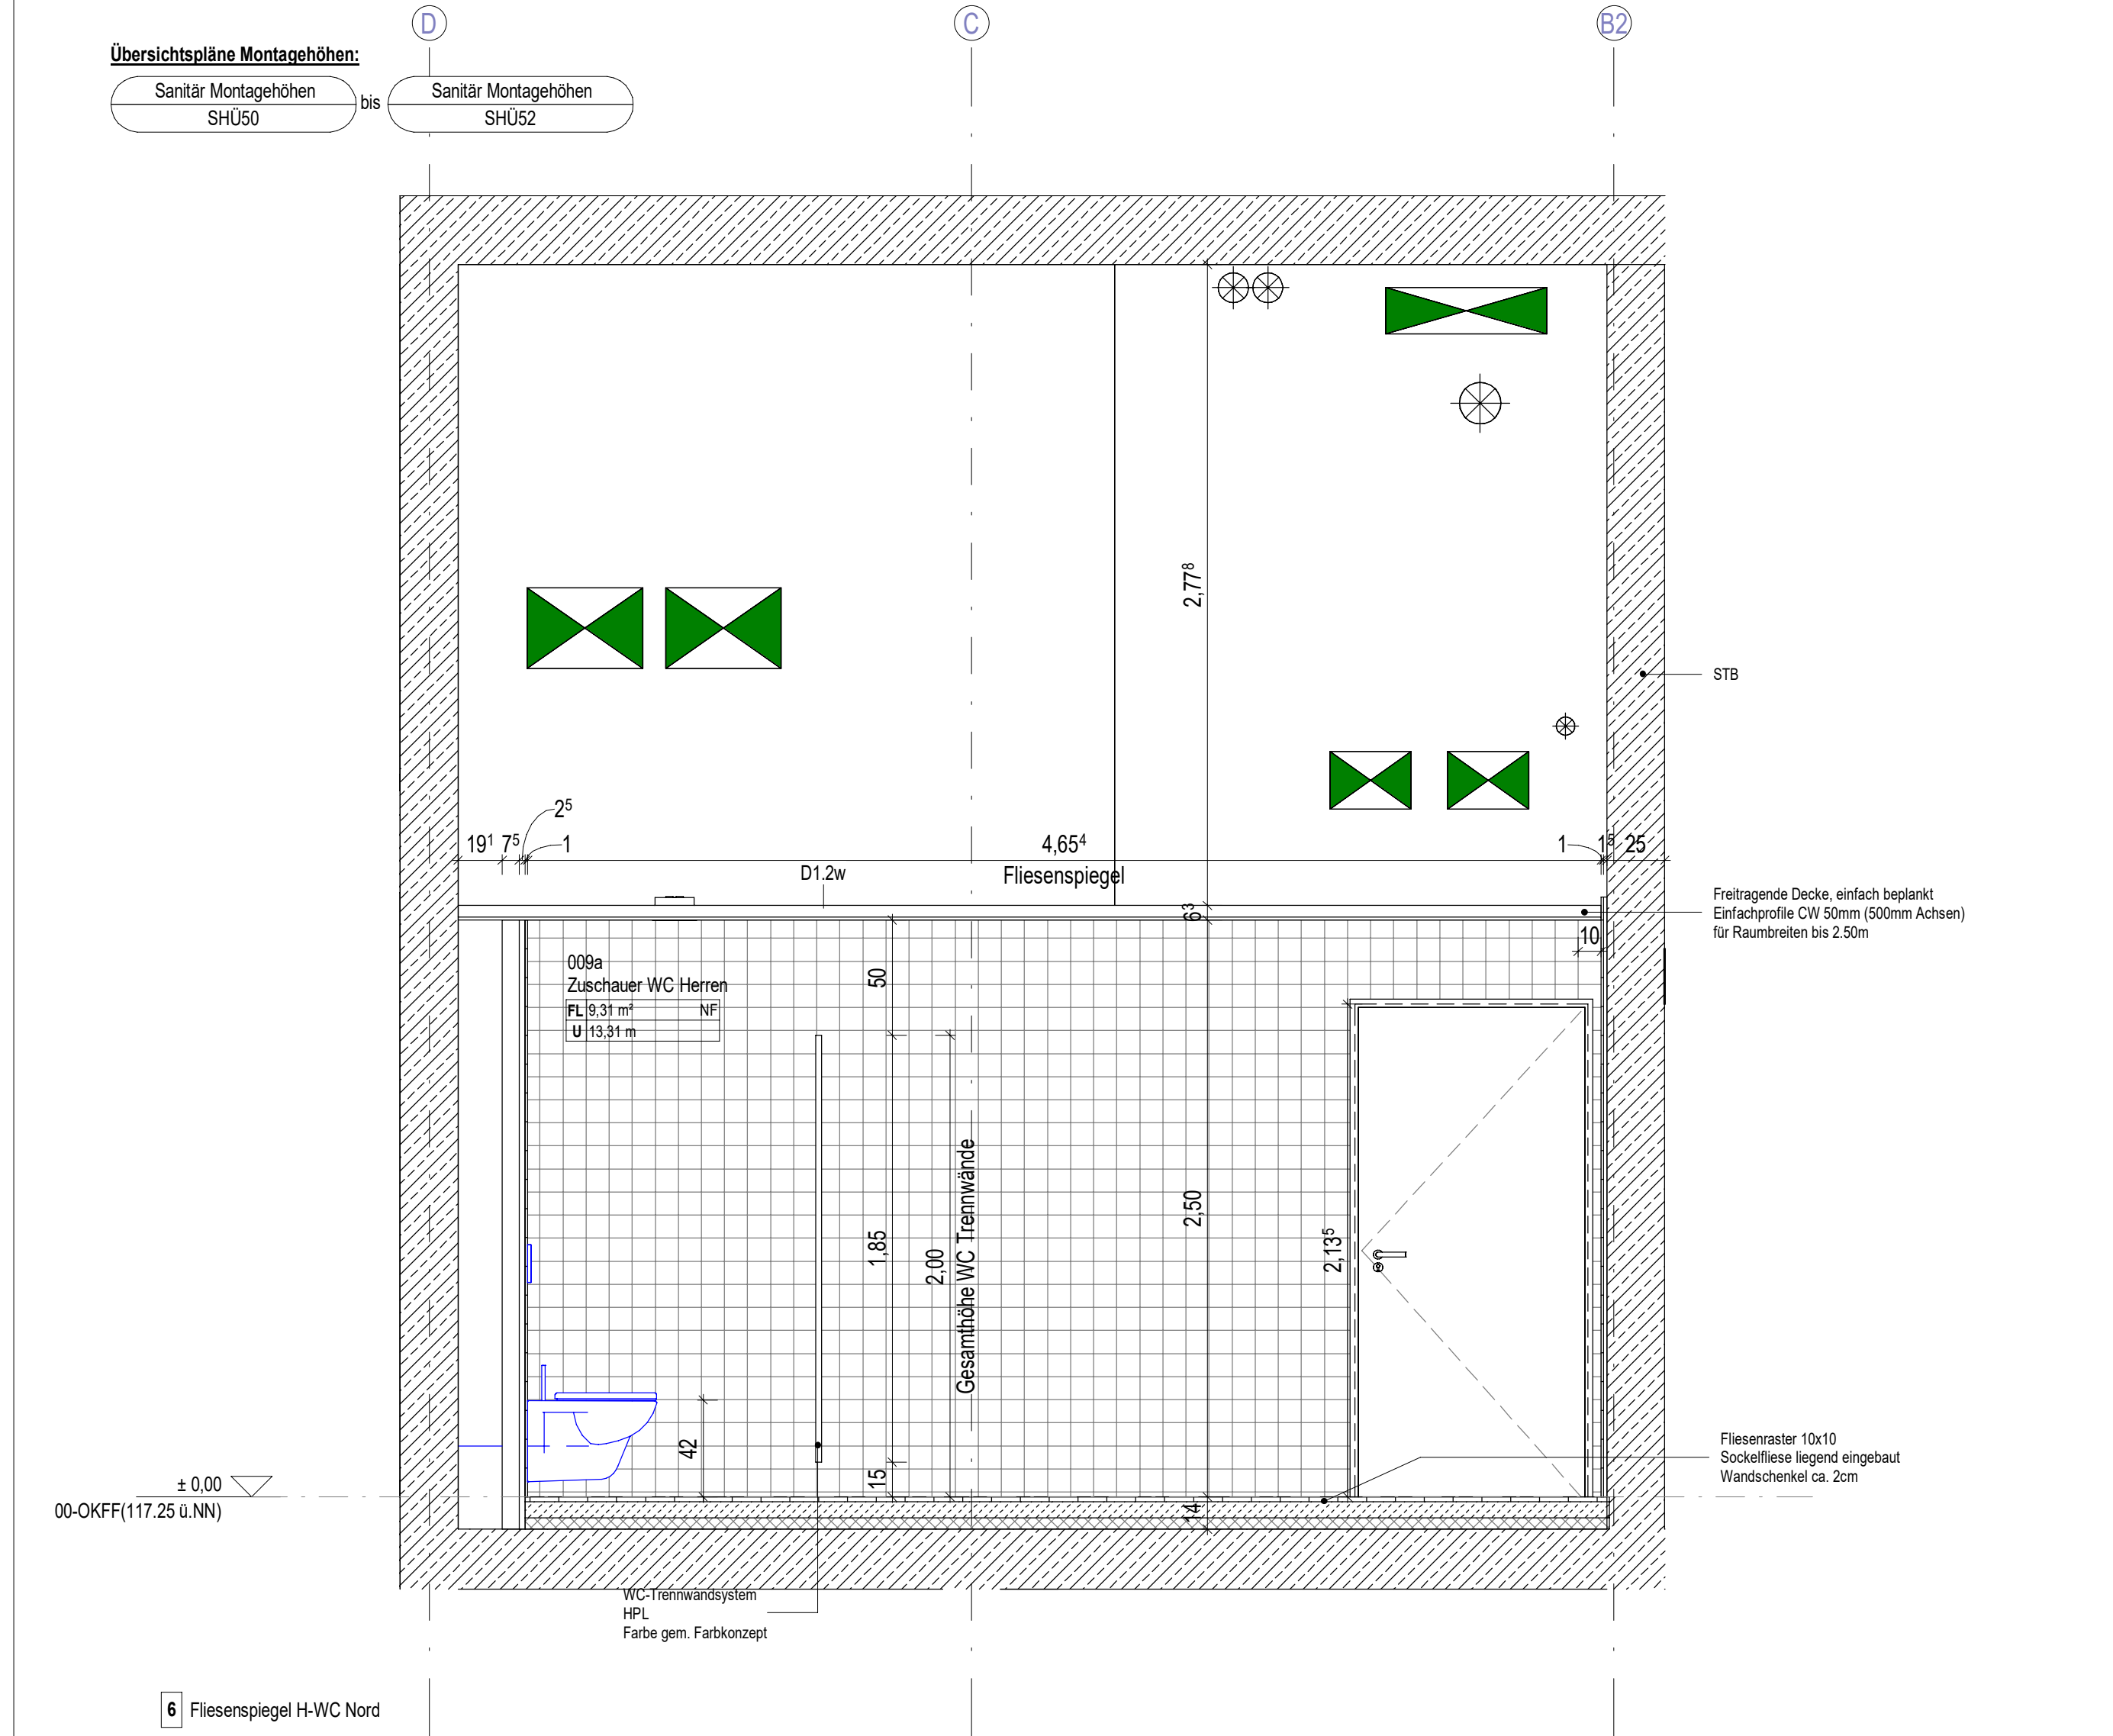 D
C
B2
Übersichtspläne Montagehöhen:
Sanitär Montagehöhen
SHÜ50
bis
Sanitär Montagehöhen
SHÜ52
2,77⁸
STB
2⁵
19¹
7⁵
1
4,65⁴
1
1⁵
25
Fliesenspiegel
D1.2w
6³
Freitragende Decke, einfach beplankt
Einfachprofile CW 50mm (500mm Achsen)
für Raumbreiten bis 2.50m
10
009a
Zuschauer WC Herren
FL 9,31 m² NF
U 13,31 m
50
1,85
2,00
Gesamthöhe WC Trennwände
2,50
2,13⁵
42
15
14
Fliesenraster 10x10
Sockelfliese liegend eingebaut
Wandschenkel ca. 2cm
± 0,00
00-OKFF(117.25 ü.NN)
WC-Trennwandsystem
HPL
Farbe gem. Farbkonzept
6 Fliesenspiegel H-WC Nord